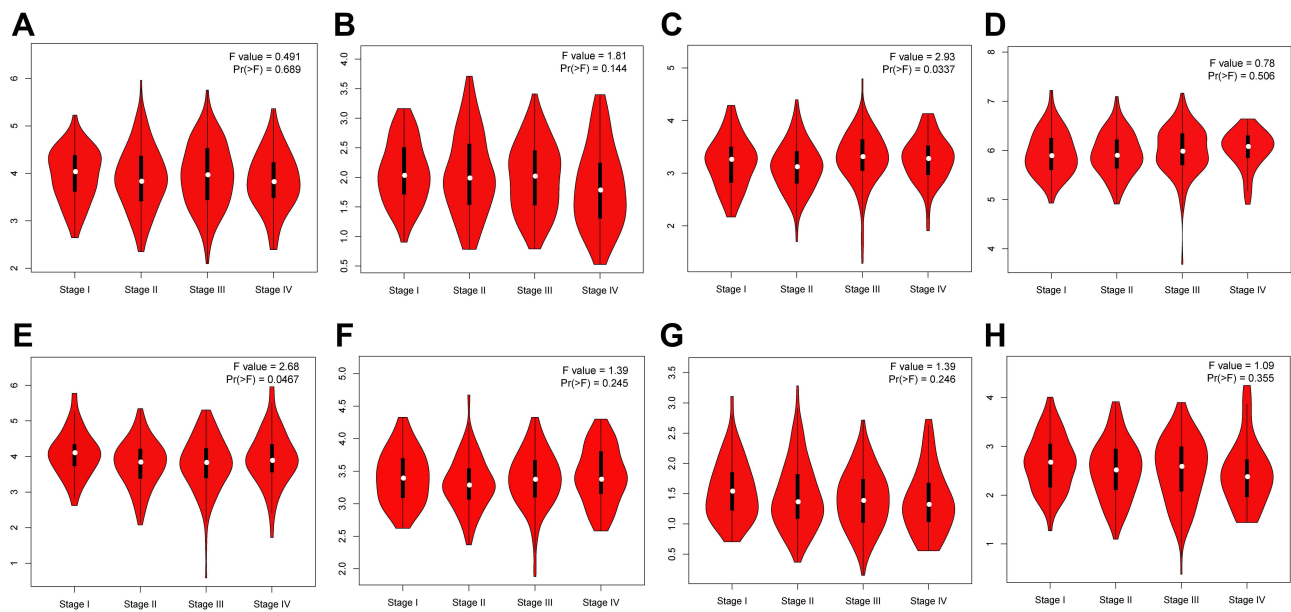 A
F value = 0.491
Pr(>F) = 0.689
6
5
4
3
2
Stage I Stage II Stage III Stage IV
B
F value = 1.81
Pr(>F) = 0.144
4.0
3.5
3.0
2.5
2.0
1.5
1.0
0.5
Stage I Stage II Stage III Stage IV
C
F value = 2.93
Pr(>F) = 0.0337
5
4
3
2
1
Stage I Stage II Stage III Stage IV
D
F value = 0.78
Pr(>F) = 0.506
8
7
6
5
4
Stage I Stage II Stage III Stage IV
E
F value = 2.68
Pr(>F) = 0.0467
6
5
4
3
2
1
Stage I Stage II Stage III Stage IV
F
F value = 1.39
Pr(>F) = 0.245
5.0
4.5
4.0
3.5
3.0
2.5
2.0
Stage I Stage II Stage III Stage IV
G
F value = 1.39
Pr(>F) = 0.246
3.5
3.0
2.5
2.0
1.5
1.0
0.5
Stage I Stage II Stage III Stage IV
H
F value = 1.09
Pr(>F) = 0.355
4
3
2
1
Stage I Stage II Stage III Stage IV